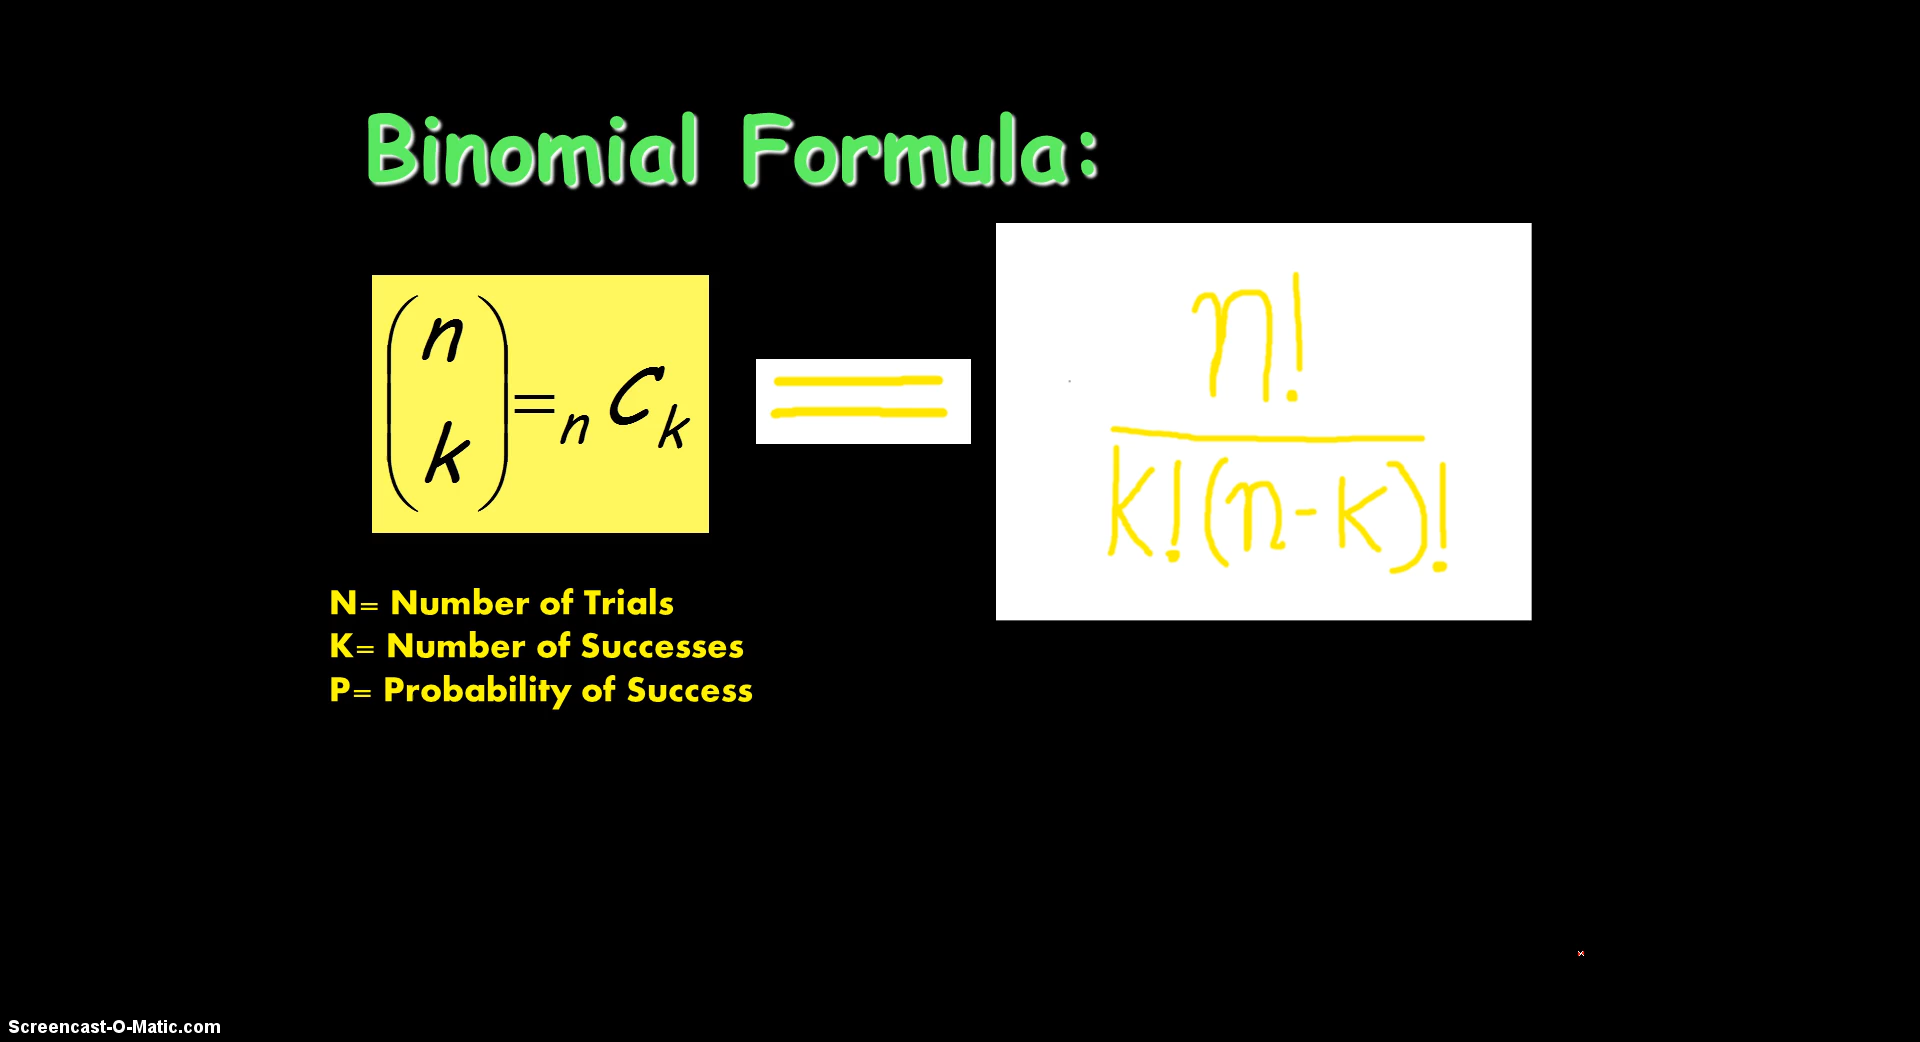 Binomial Formula:
(n k) = nCk = n! / k!(n-k)!
N= Number of Trials
K= Number of Successes
P= Probability of Success
Screencast-O-Matic.com